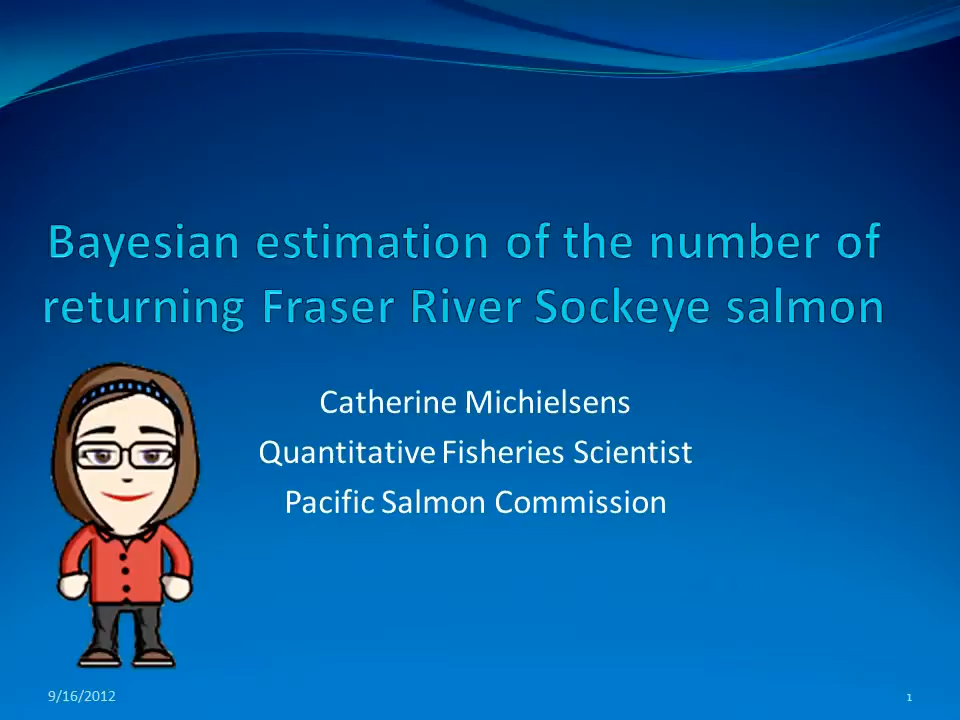 Bayesian estimation of the number of
returning Fraser River Sockeye salmon
Catherine Michielsens
Quantitative Fisheries Scientist
Pacific Salmon Commission
9/16/2012
1